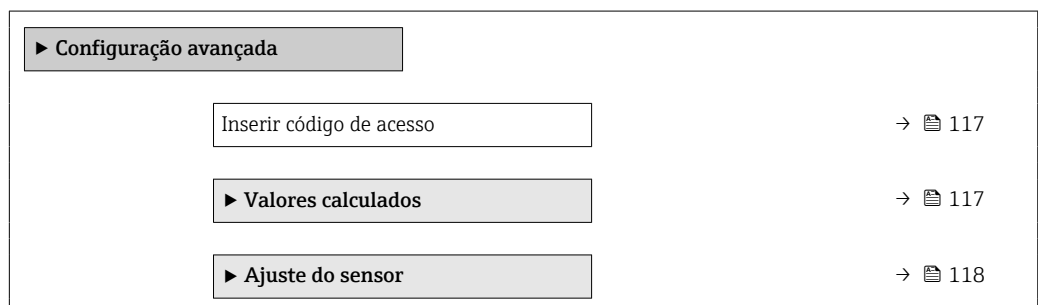 ▶ Configuração avançada
Inserir código de acesso → 117
▶ Valores calculados → 117
▶ Ajuste do sensor → 118